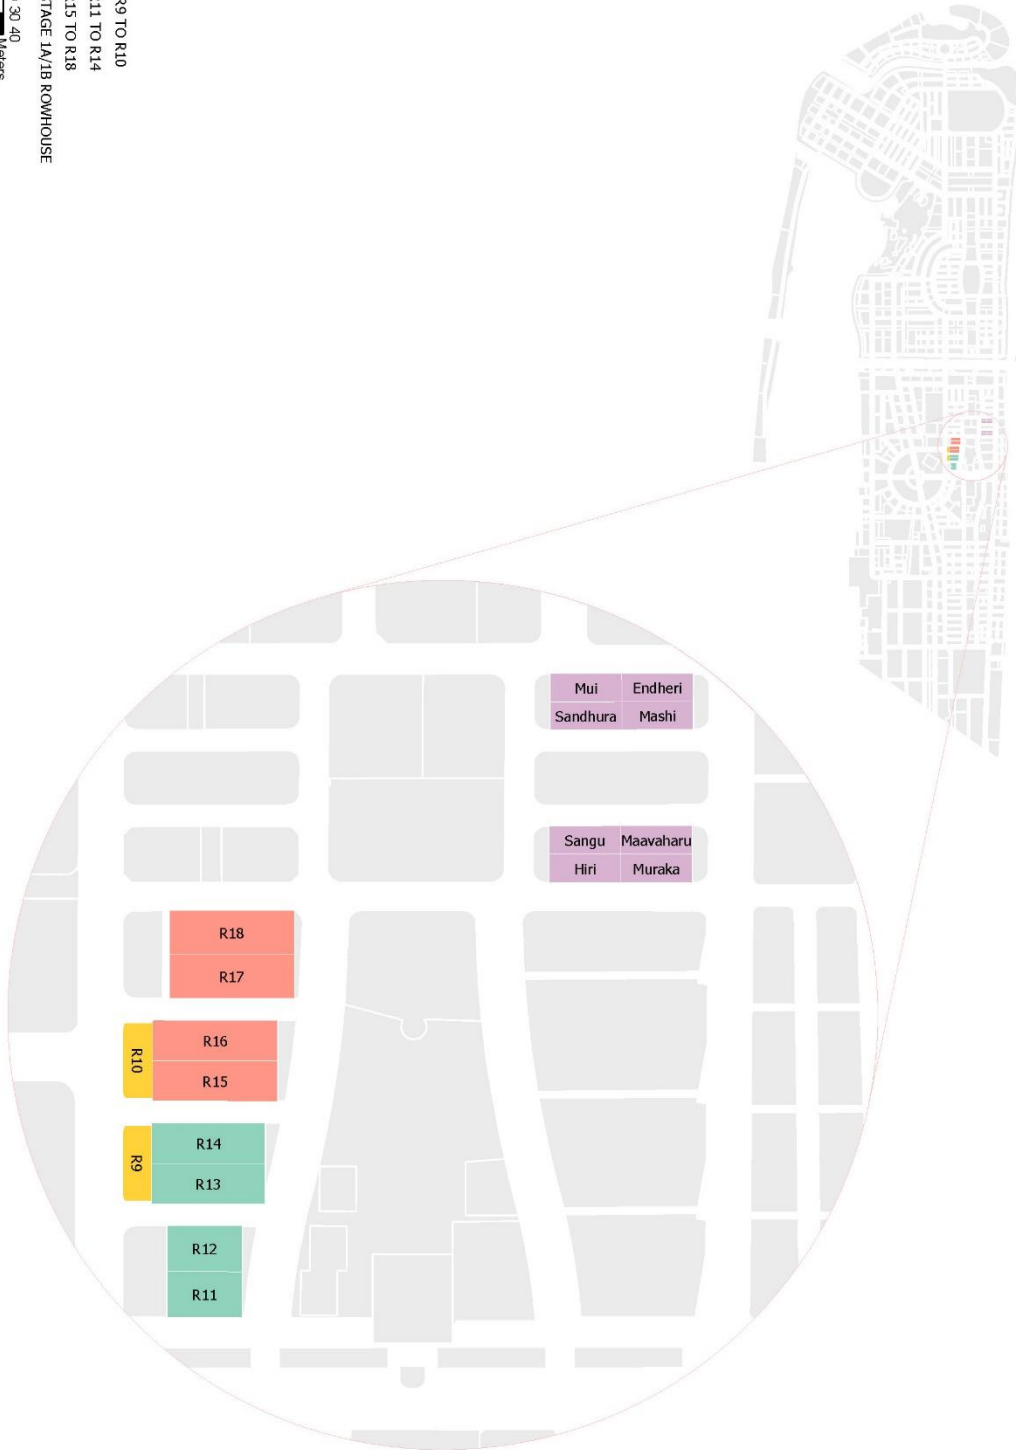 R9 TO R10
R11 TO R14
R15 TO R18
STAGE 1A/1B ROWHOUSE
30 40
Meters
Mui Endheri
Sandhura Mashi
Sangu Maavaharu
Hiri Muraka
R18
R17
R16
R10
R15
R14
R9
R13
R12
R11